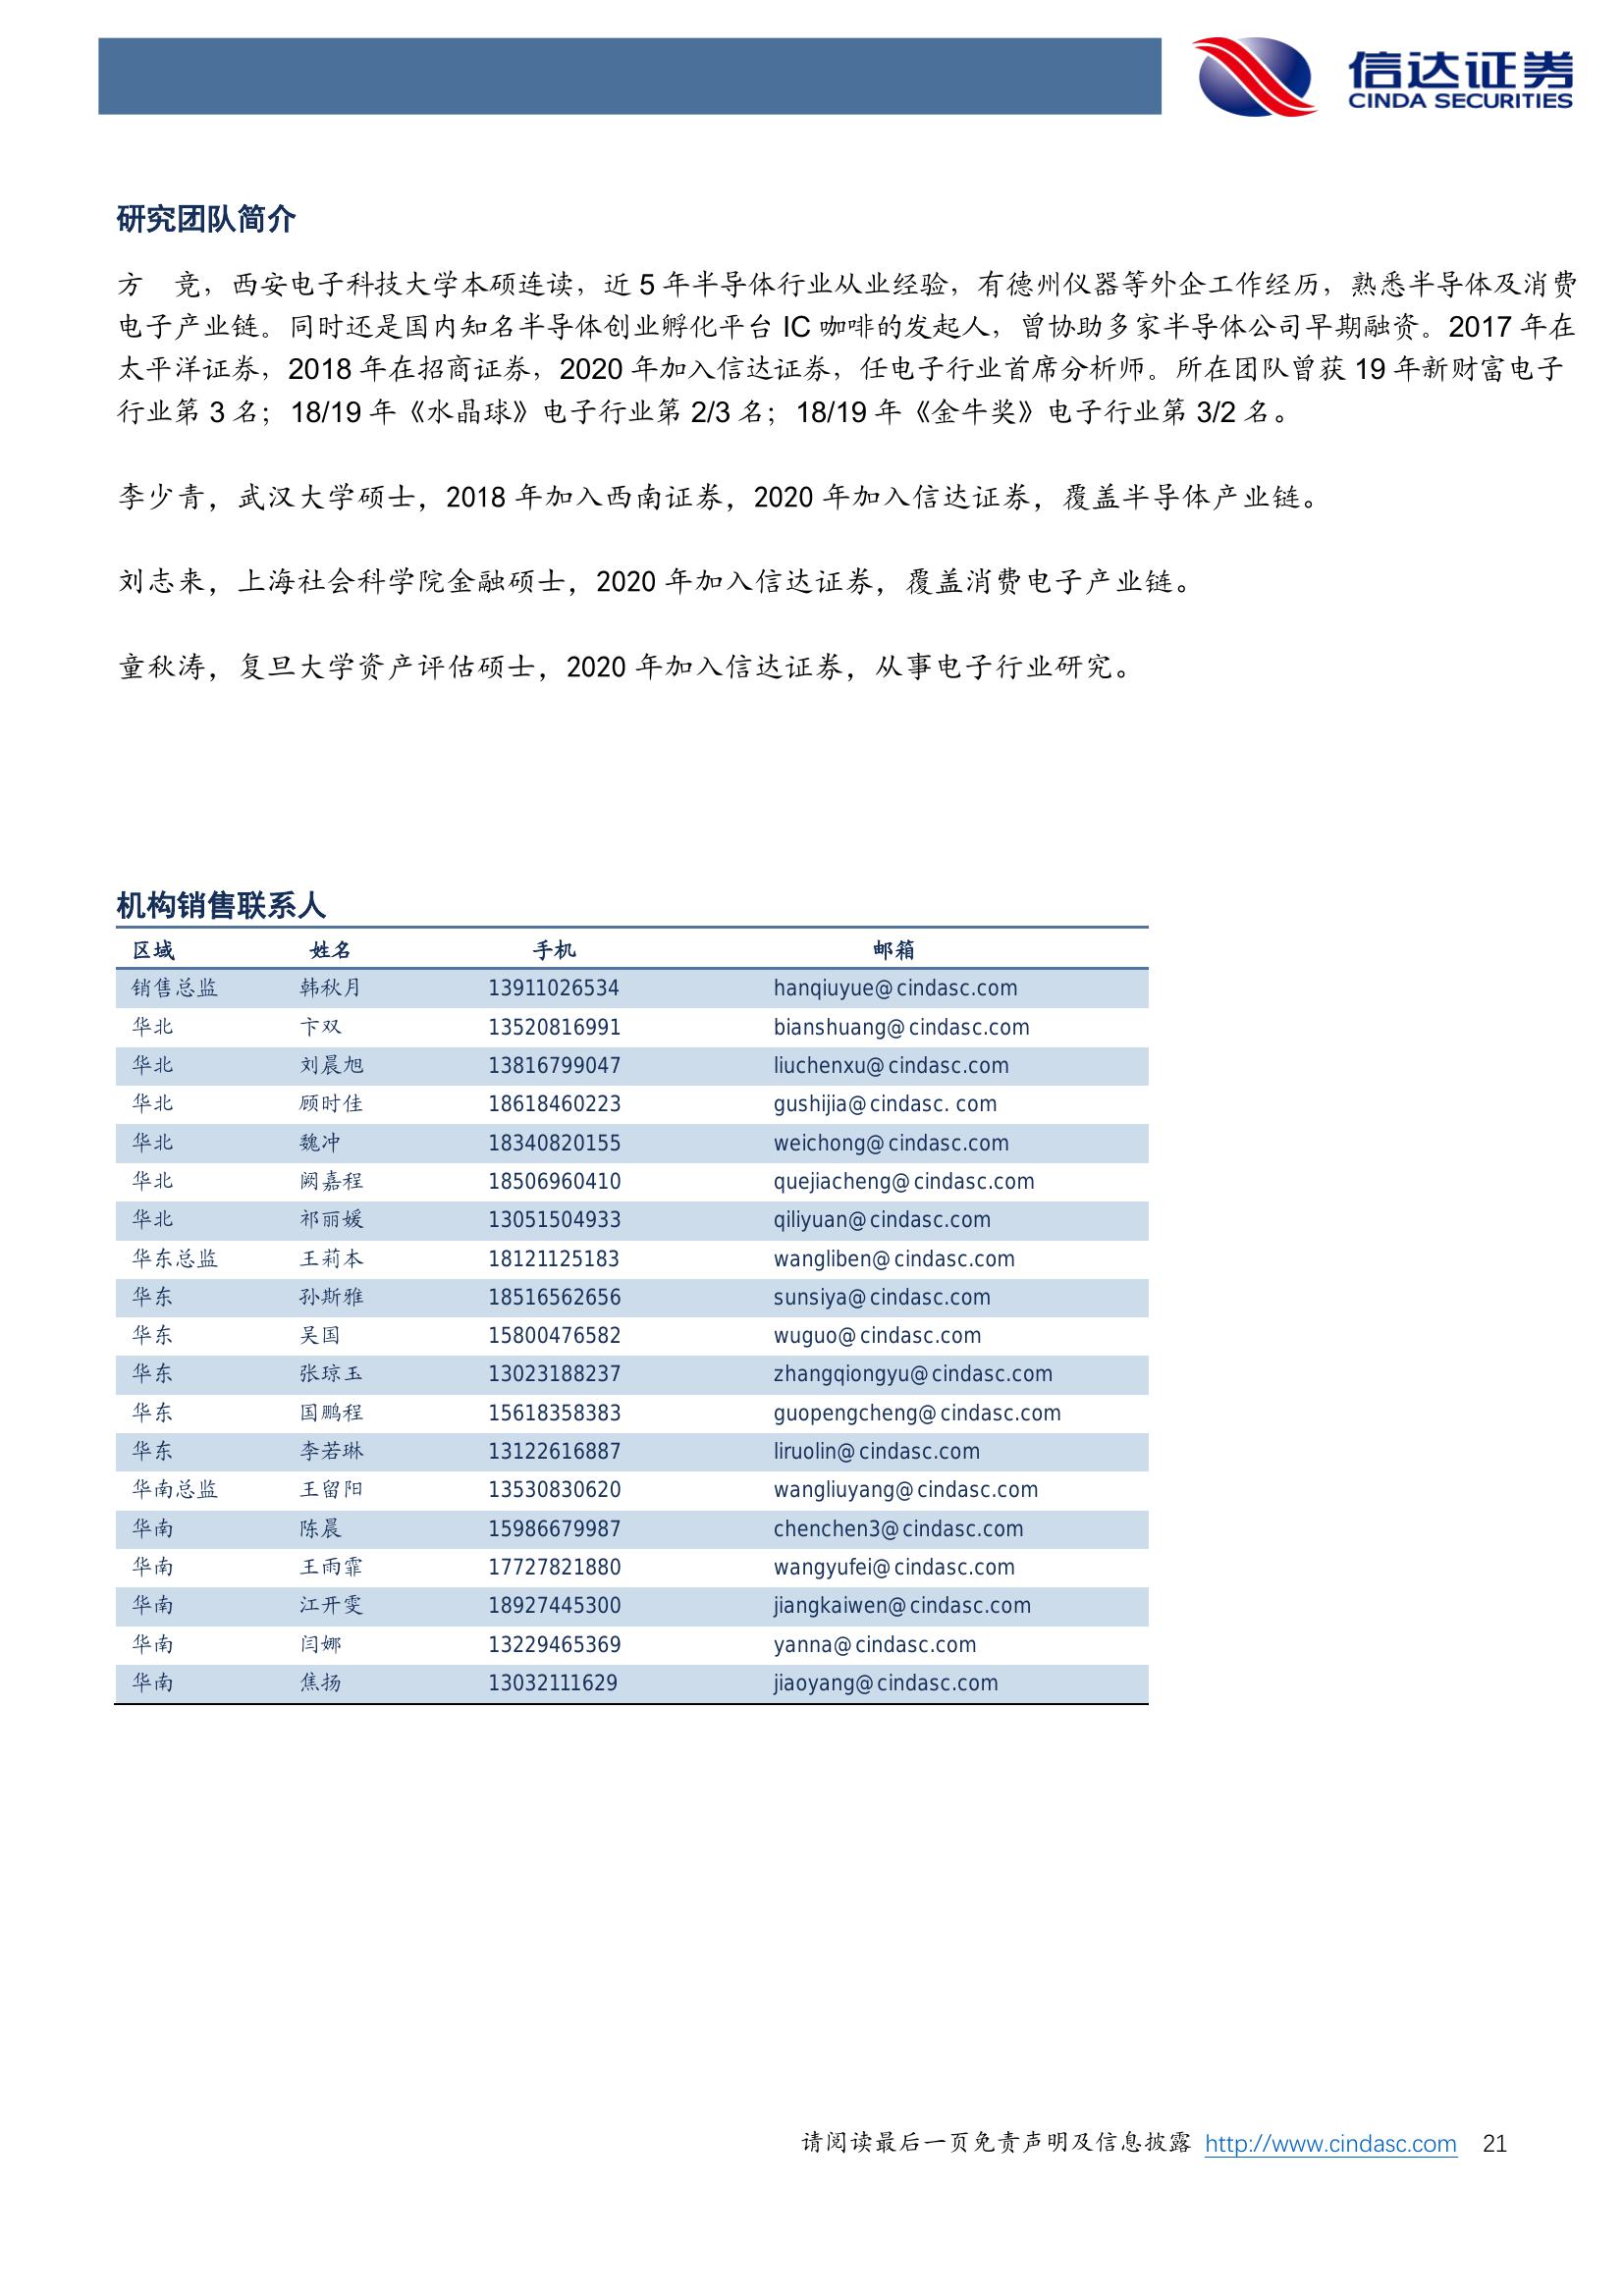 信达证券
CINDA SECURITIES
研究团队简介
方　竞，西安电子科技大学本硕连读，近 5 年半导体行业从业经验，有德州仪器等外企工作经历，熟悉半导体及消费
电子产业链。同时还是国内知名半导体创业孵化平台 IC 咖啡的发起人，曾协助多家半导体公司早期融资。2017 年在
太平洋证券，2018 年在招商证券，2020 年加入信达证券，任电子行业首席分析师。所在团队曾获 19 年新财富电子
行业第 3 名；18/19 年《水晶球》电子行业第 2/3 名；18/19 年《金牛奖》电子行业第 3/2 名。
李少青，武汉大学硕士，2018 年加入西南证券，2020 年加入信达证券，覆盖半导体产业链。
刘志来，上海社会科学院金融硕士，2020 年加入信达证券，覆盖消费电子产业链。
童秋涛，复旦大学资产评估硕士，2020 年加入信达证券，从事电子行业研究。
机构销售联系人
区域 姓名 手机 邮箱
销售总监 韩秋月 13911026534 hanqiuyue@cindasc.com
华北 卞双 13520816991 bianshuang@cindasc.com
华北 刘晨旭 13816799047 liuchenxu@cindasc.com
华北 顾时佳 18618460223 gushijia@cindasc. com
华北 魏冲 18340820155 weichong@cindasc.com
华北 阙嘉程 18506960410 quejiacheng@cindasc.com
华北 祁丽媛 13051504933 qiliyuan@cindasc.com
华东总监 王莉本 18121125183 wangliben@cindasc.com
华东 孙斯雅 18516562656 sunsiya@cindasc.com
华东 吴国 15800476582 wuguo@cindasc.com
华东 张琼玉 13023188237 zhangqiongyu@cindasc.com
华东 国鹏程 15618358383 guopengcheng@cindasc.com
华东 李若琳 13122616887 liruolin@cindasc.com
华南总监 王留阳 13530830620 wangliuyang@cindasc.com
华南 陈晨 15986679987 chenchen3@cindasc.com
华南 王雨霏 17727821880 wangyufei@cindasc.com
华南 江开雯 18927445300 jiangkaiwen@cindasc.com
华南 闫娜 13229465369 yanna@cindasc.com
华南 焦扬 13032111629 jiaoyang@cindasc.com
请阅读最后一页免责声明及信息披露 http://www.cindasc.com 21